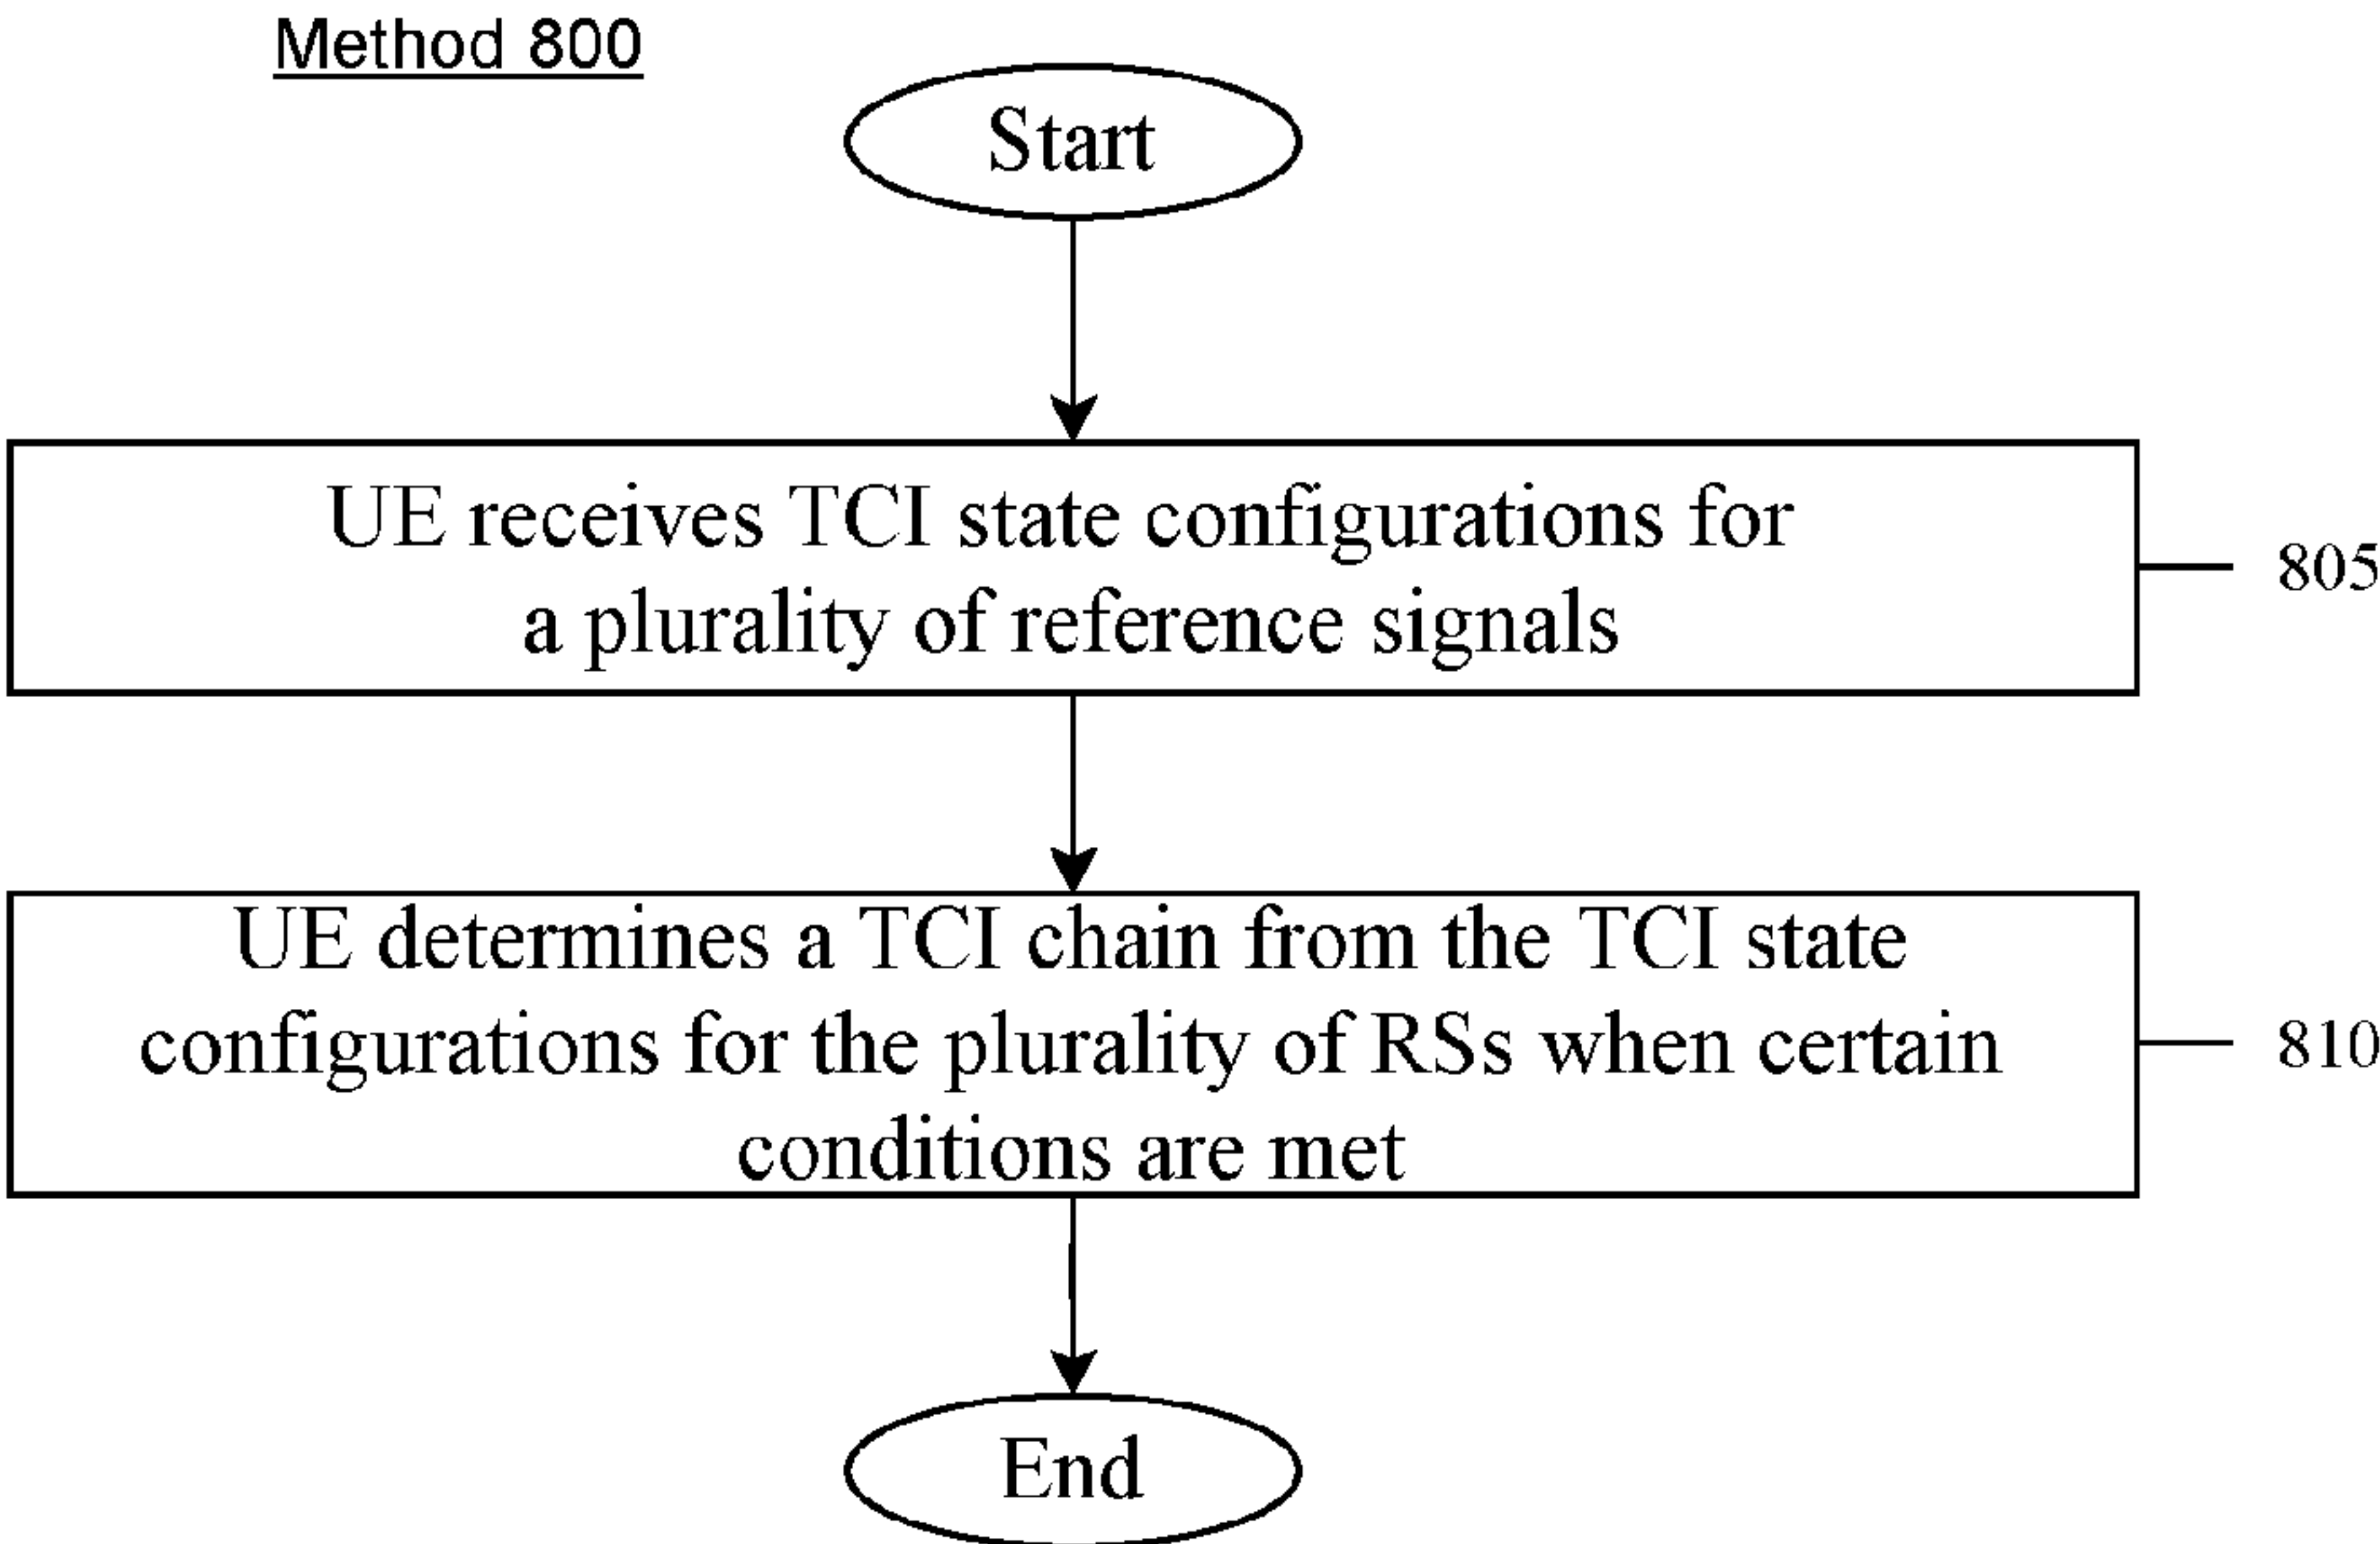 Method 800
Start
UE receives TCI state configurations for
a plurality of reference signals
805
UE determines a TCI chain from the TCI state
configurations for the plurality of RSs when certain
conditions are met
810
End